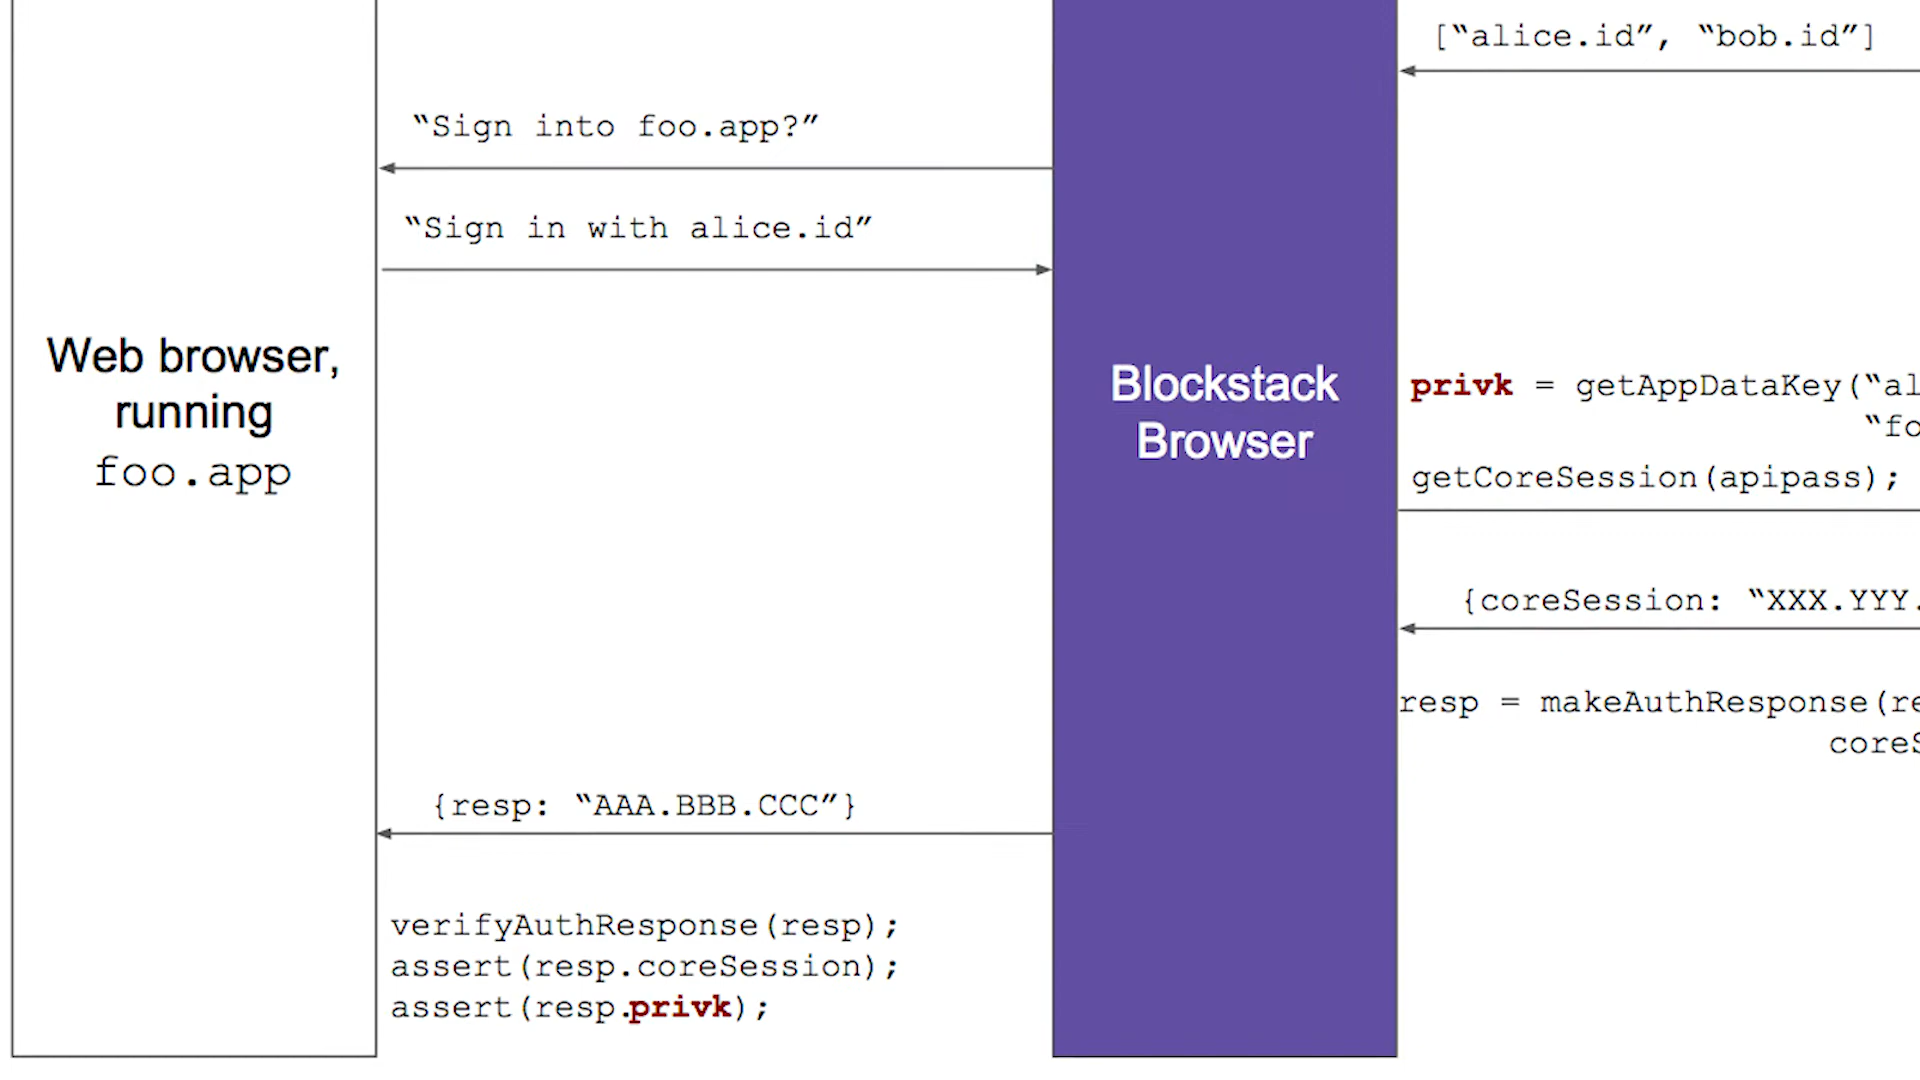 ["alice.id", "bob.id"]
“Sign into foo.app?”
“Sign in with alice.id”
Web browser,
running
foo.app
Blockstack
Browser
privk = getAppDataKey(“al
“fo
getCoreSession(apipass);
{coreSession: “XXX.YYY.
resp = makeAuthResponse(re
coreS
{resp: “AAA.BBB.CCC”}
verifyAuthResponse(resp);
assert(resp.coreSession);
assert(resp.privk);